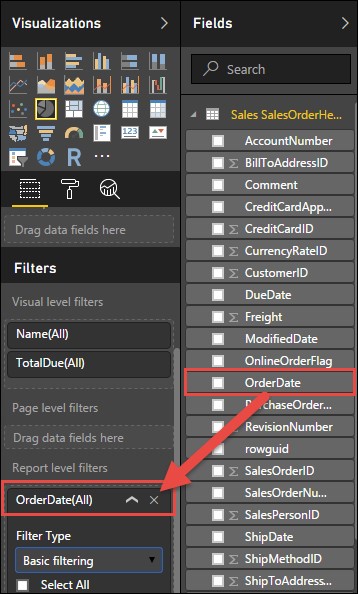 Visualizations
Drag data fields here
Filters
Visual level filters
Name(All)
TotalDue(All)
Page level filters
Drag data fields here
Report level filters
OrderDate(All)
Filter Type
Basic filtering
Select All
Fields
Search
Sales SalesOrderHe...
AccountNumber
BillToAddressID
Comment
CreditCardApp...
CreditCardID
CurrencyRateID
CustomerID
DueDate
Freight
ModifiedDate
OnlineOrderFlag
OrderDate
PurchaseOrder...
RevisionNumber
rowguid
SalesOrderID
SalesOrderNu...
SalesPersonID
ShipDate
ShipMethodID
ShipToAddress...